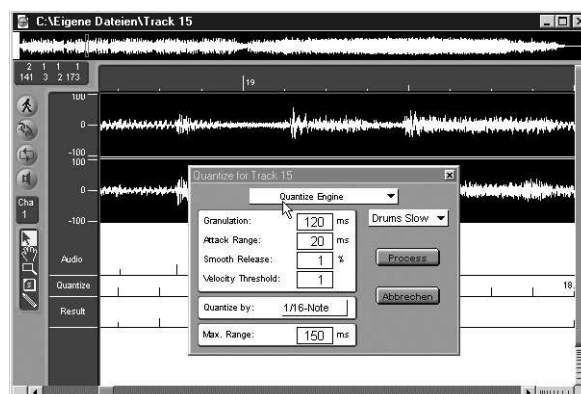 C:\Eigene Dateien\Track 15
2 1 1 1
141 3 2 173
19
100
0
-100
100
0
-100
Cha
1
Quantize for Track 15
Quantize Engine
Granulation: 120 ms
Drums Slow
Attack Range: 20 ms
Smooth Release: 1 %
Process
Velocity Threshold: 1
Abbrechen
Quantize by: 1/16-Note
Max. Range: 150 ms
Audio
Quantize
18.
Result
S